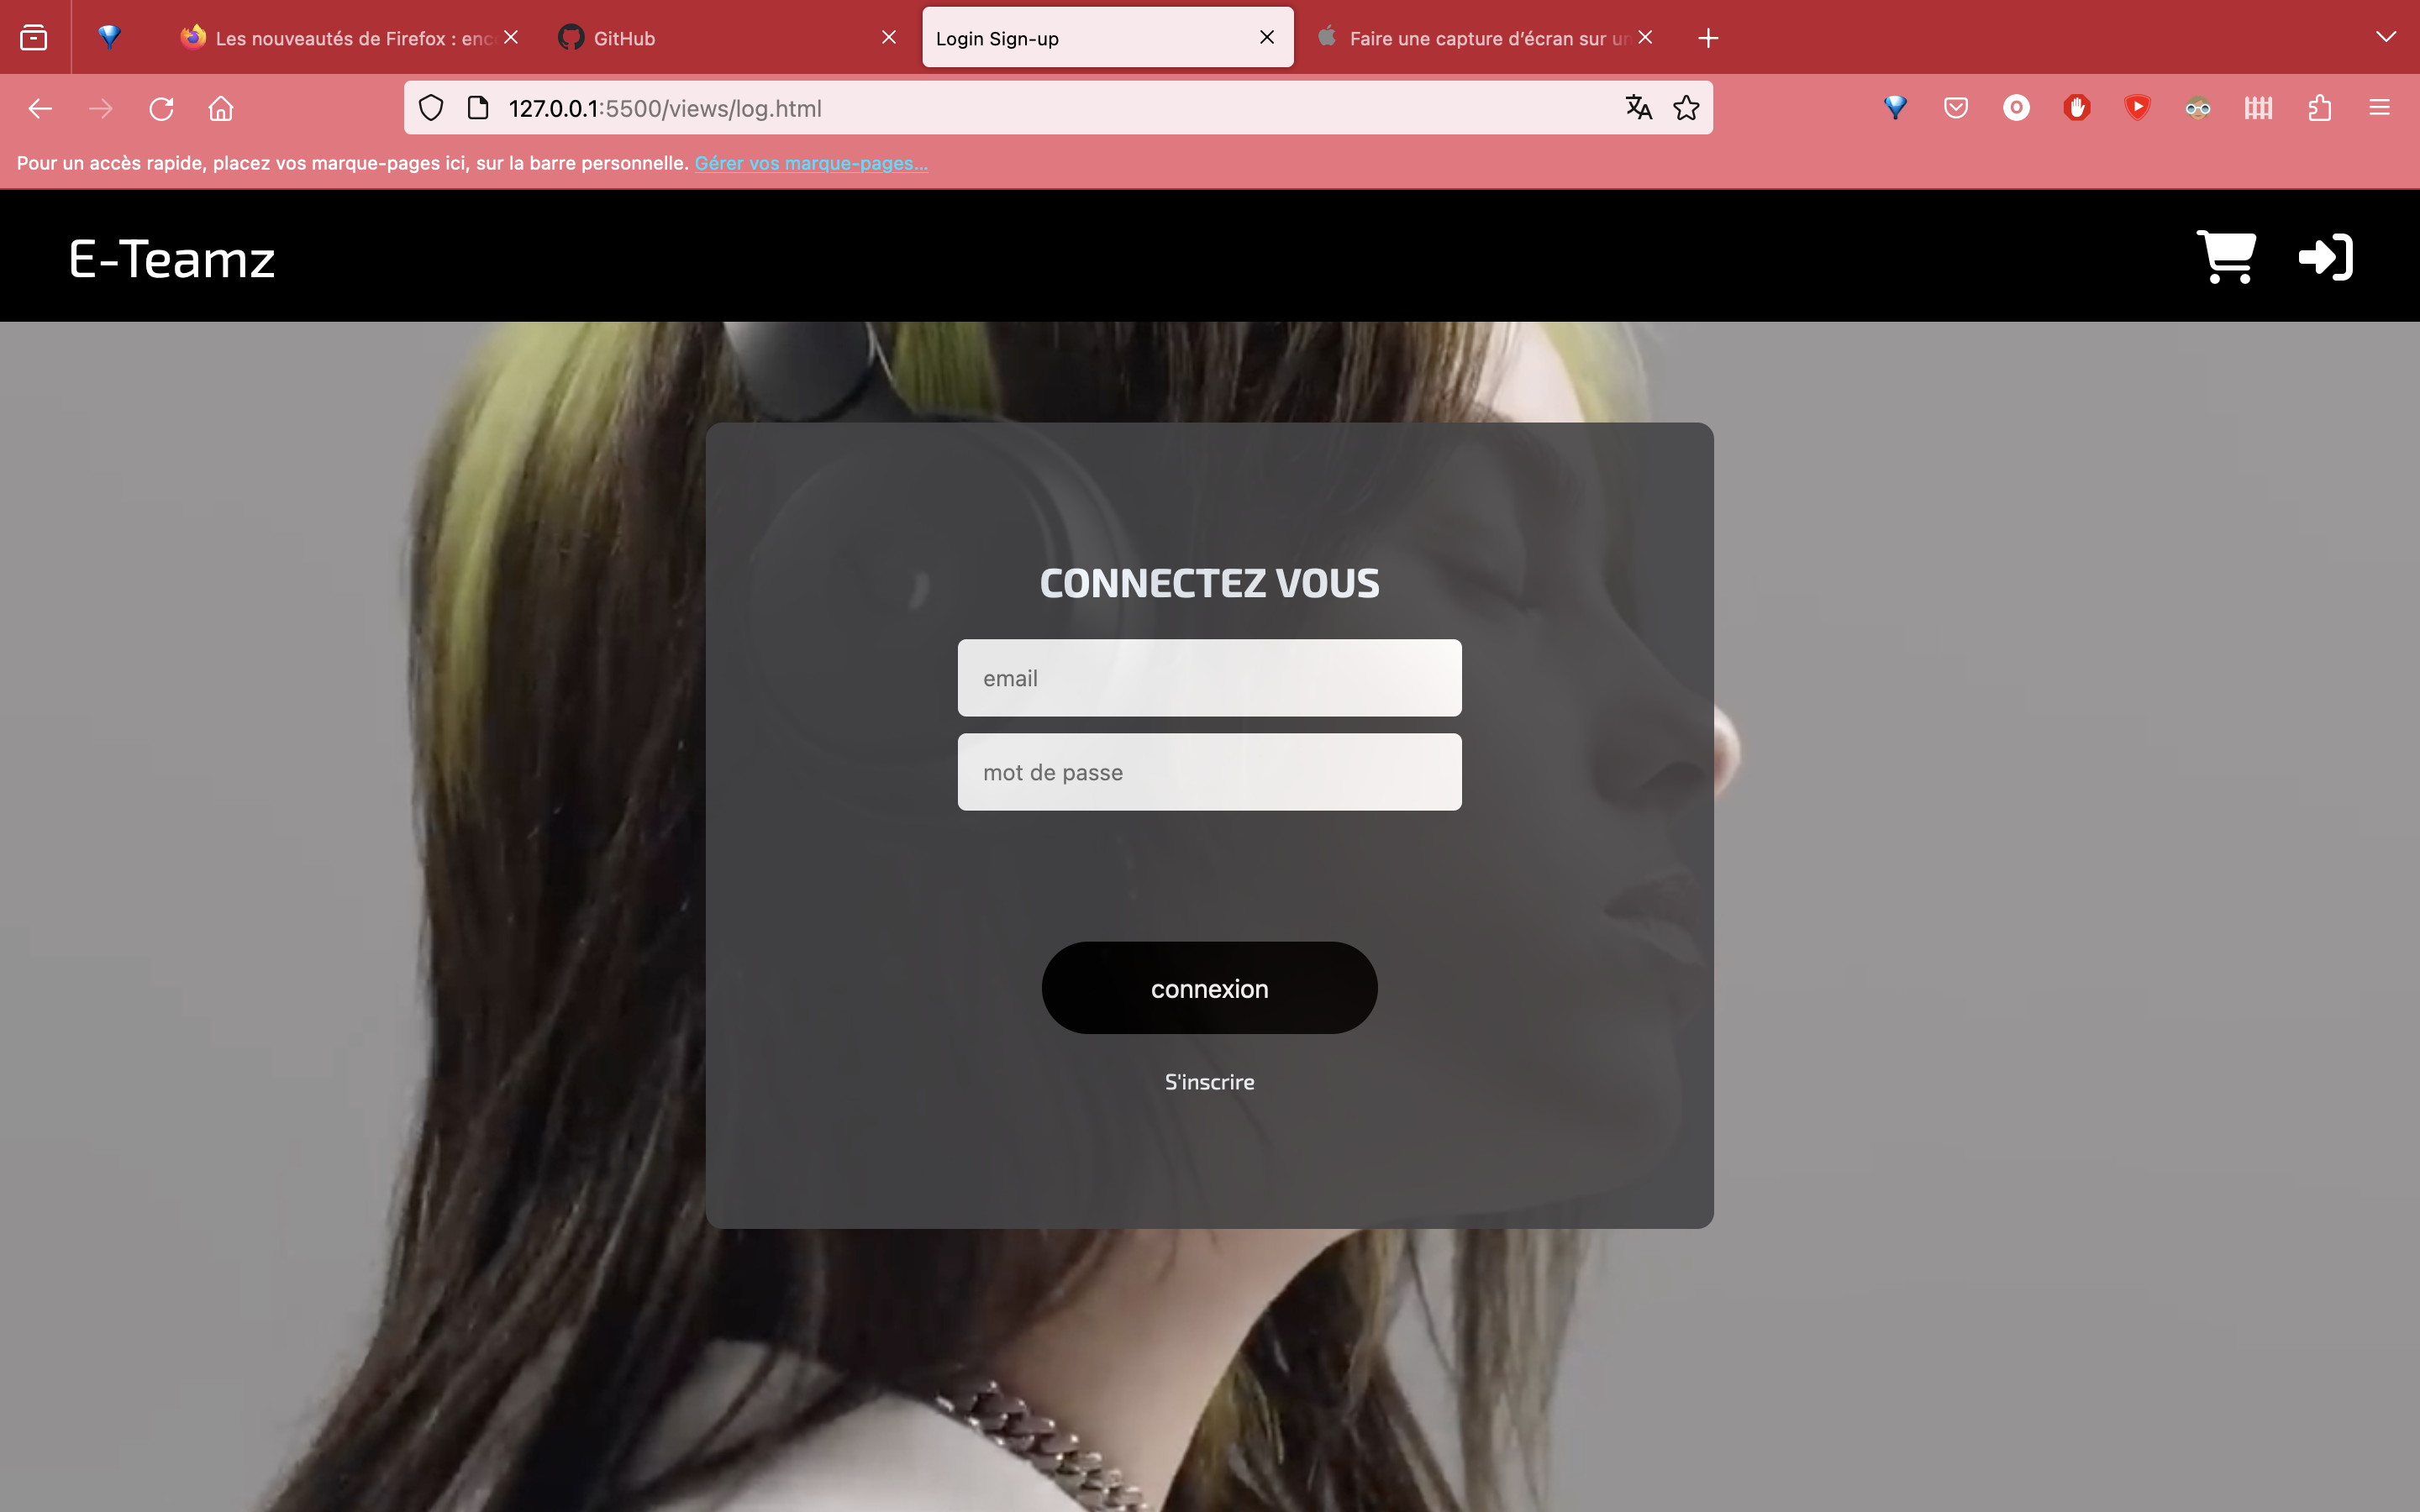 Les nouveautés de Firefox : enc
GitHub
Login Sign-up
Faire une capture d'écran sur un
127.0.0.1:5500/views/log.html
Pour un accès rapide, placez vos marque-pages ici, sur la barre personnelle. Gérer vos marque-pages...
E-Teamz
CONNECTEZ VOUS
email
mot de passe
connexion
S'inscrire